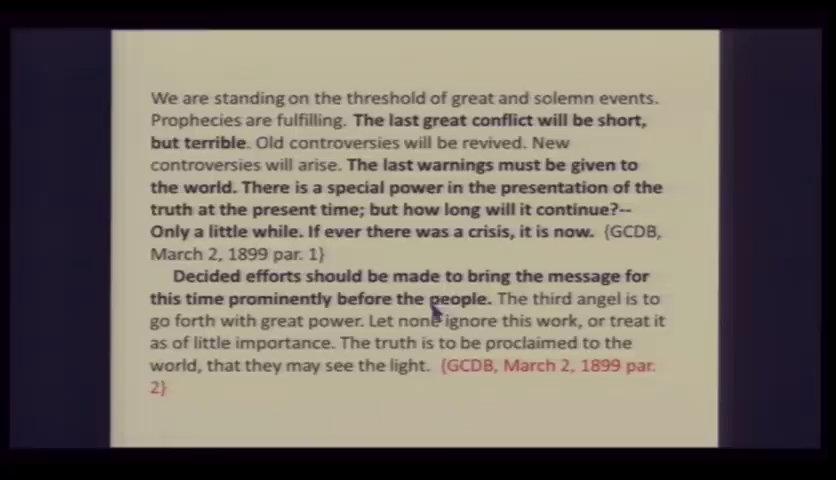 We are standing on the threshold of great and solemn events.
Prophecies are fulfilling. The last great conflict will be short,
but terrible. Old controversies will be revived. New
controversies will arise. The last warnings must be given to
the world. There is a special power in the presentation of the
truth at the present time; but how long will it continue?--
Only a little while. If ever there was a crisis, it is now. {GCDB,
March 2, 1899 par. 1}
Decided efforts should be made to bring the message for
this time prominently before the people. The third angel is to
go forth with great power. Let none ignore this work, or treat it
as of little importance. The truth is to be proclaimed to the
world, that they may see the light. {GCDB, March 2, 1899 par.
2}